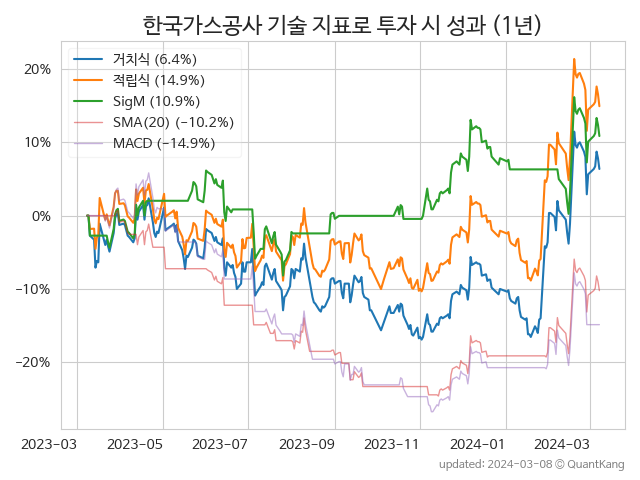 한국가스공사 기술 지표로 투자 시 성과 (1년)
거치식 (6.4%)
적립식 (14.9%)
SigM (10.9%)
SMA(20) (−10.2%)
MACD (−14.9%)
20%
10%
0%
−10%
−20%
2023−03 2023−05 2023−07 2023−09 2023−11 2024−01 2024−03
updated: 2024−03−08 © QuantKang